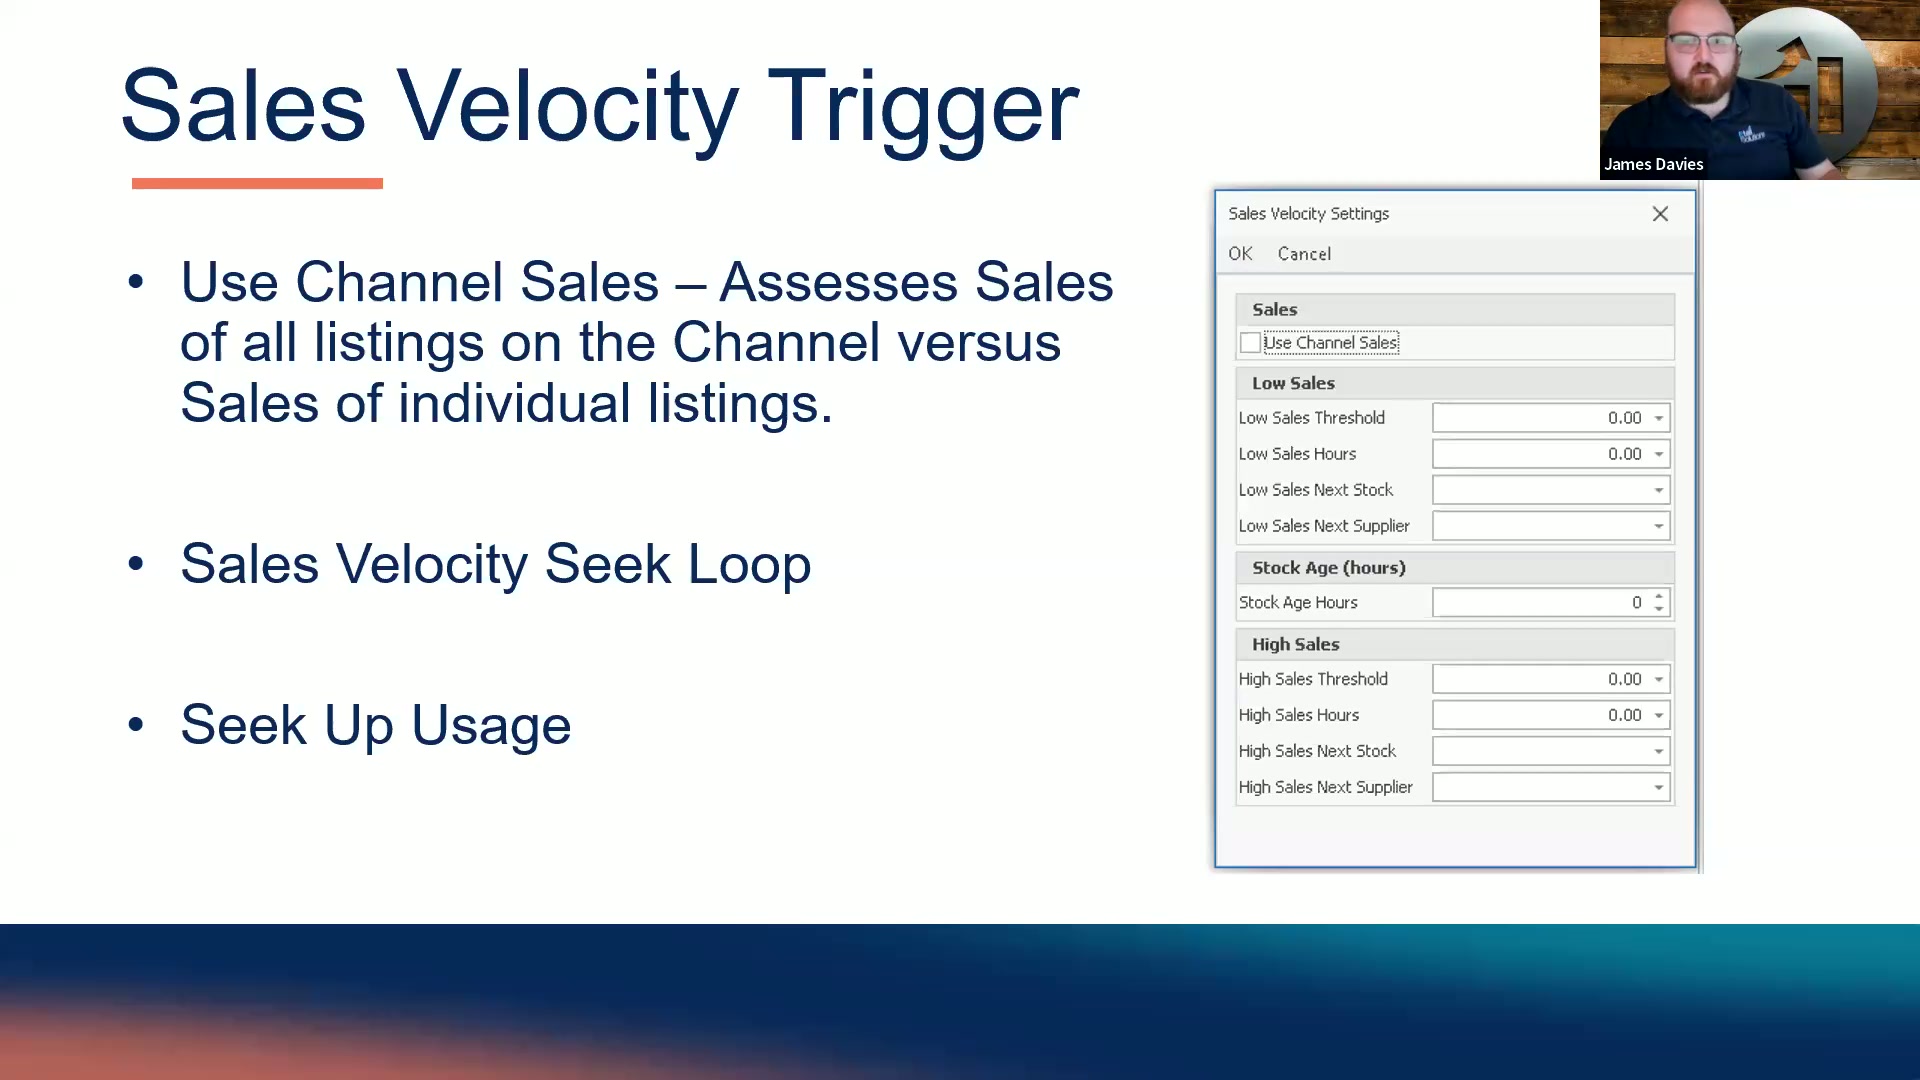 Sales Velocity Trigger
• Use Channel Sales – Assesses Sales
of all listings on the Channel versus
Sales of individual listings.
• Sales Velocity Seek Loop
• Seek Up Usage
James Davies
Sales Velocity Settings
OK Cancel
Sales
Use Channel Sales
Low Sales
Low Sales Threshold 0.00
Low Sales Hours 0.00
Low Sales Next Stock
Low Sales Next Supplier
Stock Age (hours)
Stock Age Hours 0
High Sales
High Sales Threshold 0.00
High Sales Hours 0.00
High Sales Next Stock
High Sales Next Supplier